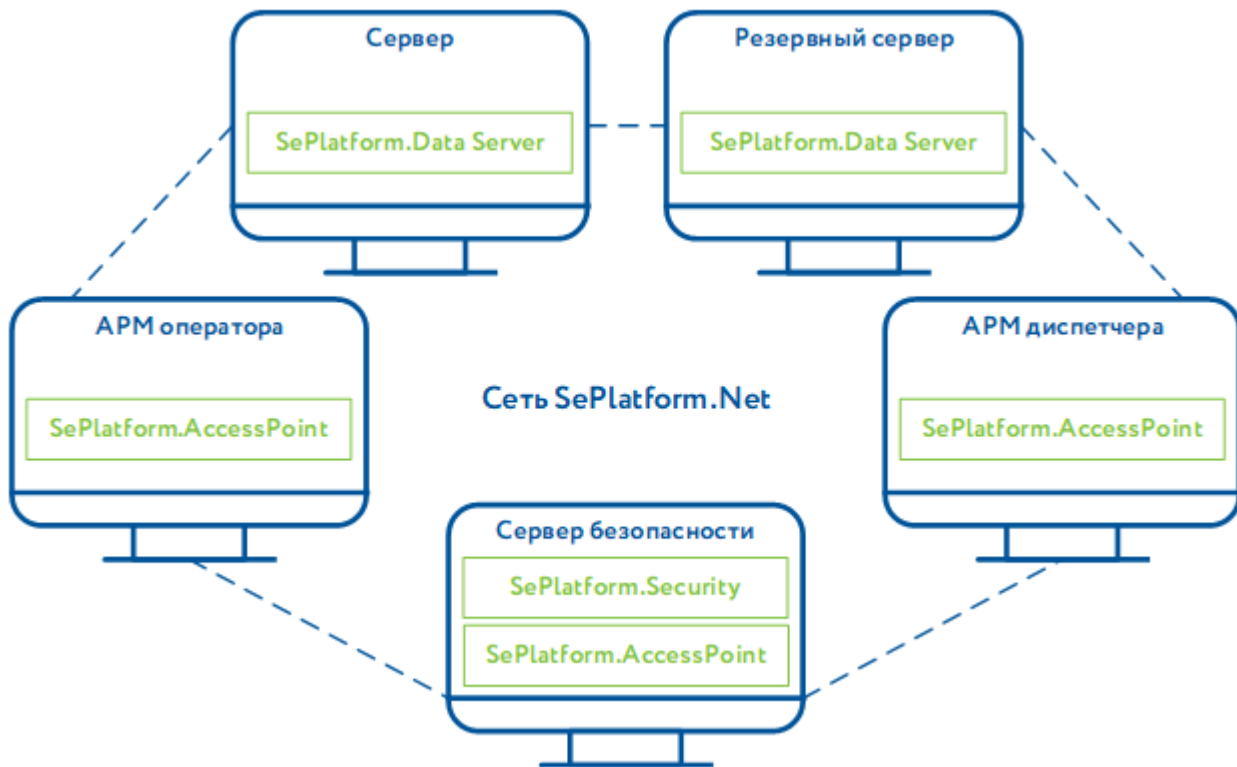 Сервер
Резервный сервер
SePlatform.Data Server
SePlatform.Data Server
АРМ оператора
АРМ диспетчера
Сеть SePlatform.Net
SePlatform.AccessPoint
SePlatform.AccessPoint
Сервер безопасности
SePlatform.Security
SePlatform.AccessPoint